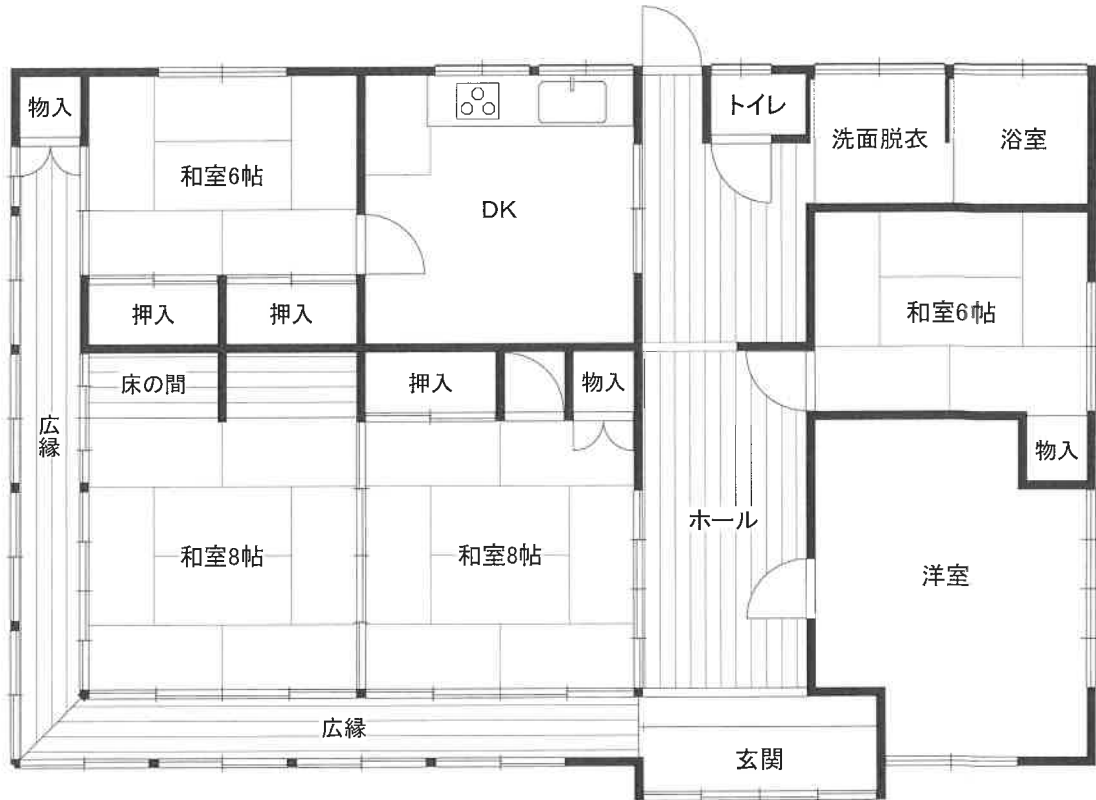 物入
和室6帖
DK
トイレ
洗面脱衣
浴室
押入
押入
和室6帖
床の間
押入
物入
広縁
物入
和室8帖
和室8帖
ホール
洋室
広縁
玄関